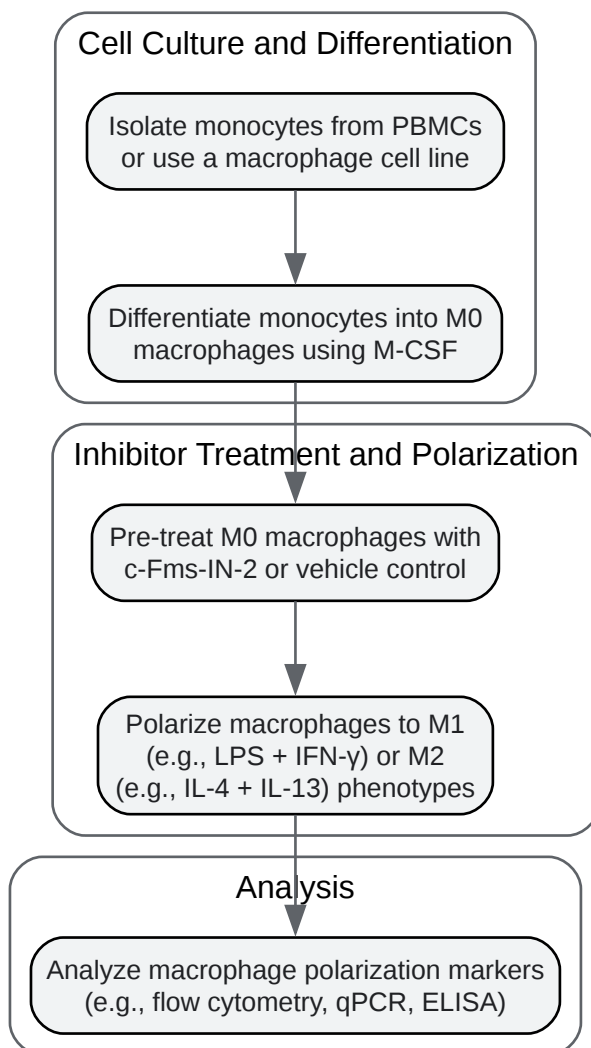 Cell Culture and Differentiation
Isolate monocytes from PBMCs
or use a macrophage cell line
Differentiate monocytes into M0
macrophages using M-CSF
Inhibitor Treatment and Polarization
Pre-treat M0 macrophages with
c-Fms-IN-2 or vehicle control
Polarize macrophages to M1
(e.g., LPS + IFN-γ) or M2
(e.g., IL-4 + IL-13) phenotypes
Analysis
Analyze macrophage polarization markers
(e.g., flow cytometry, qPCR, ELISA)